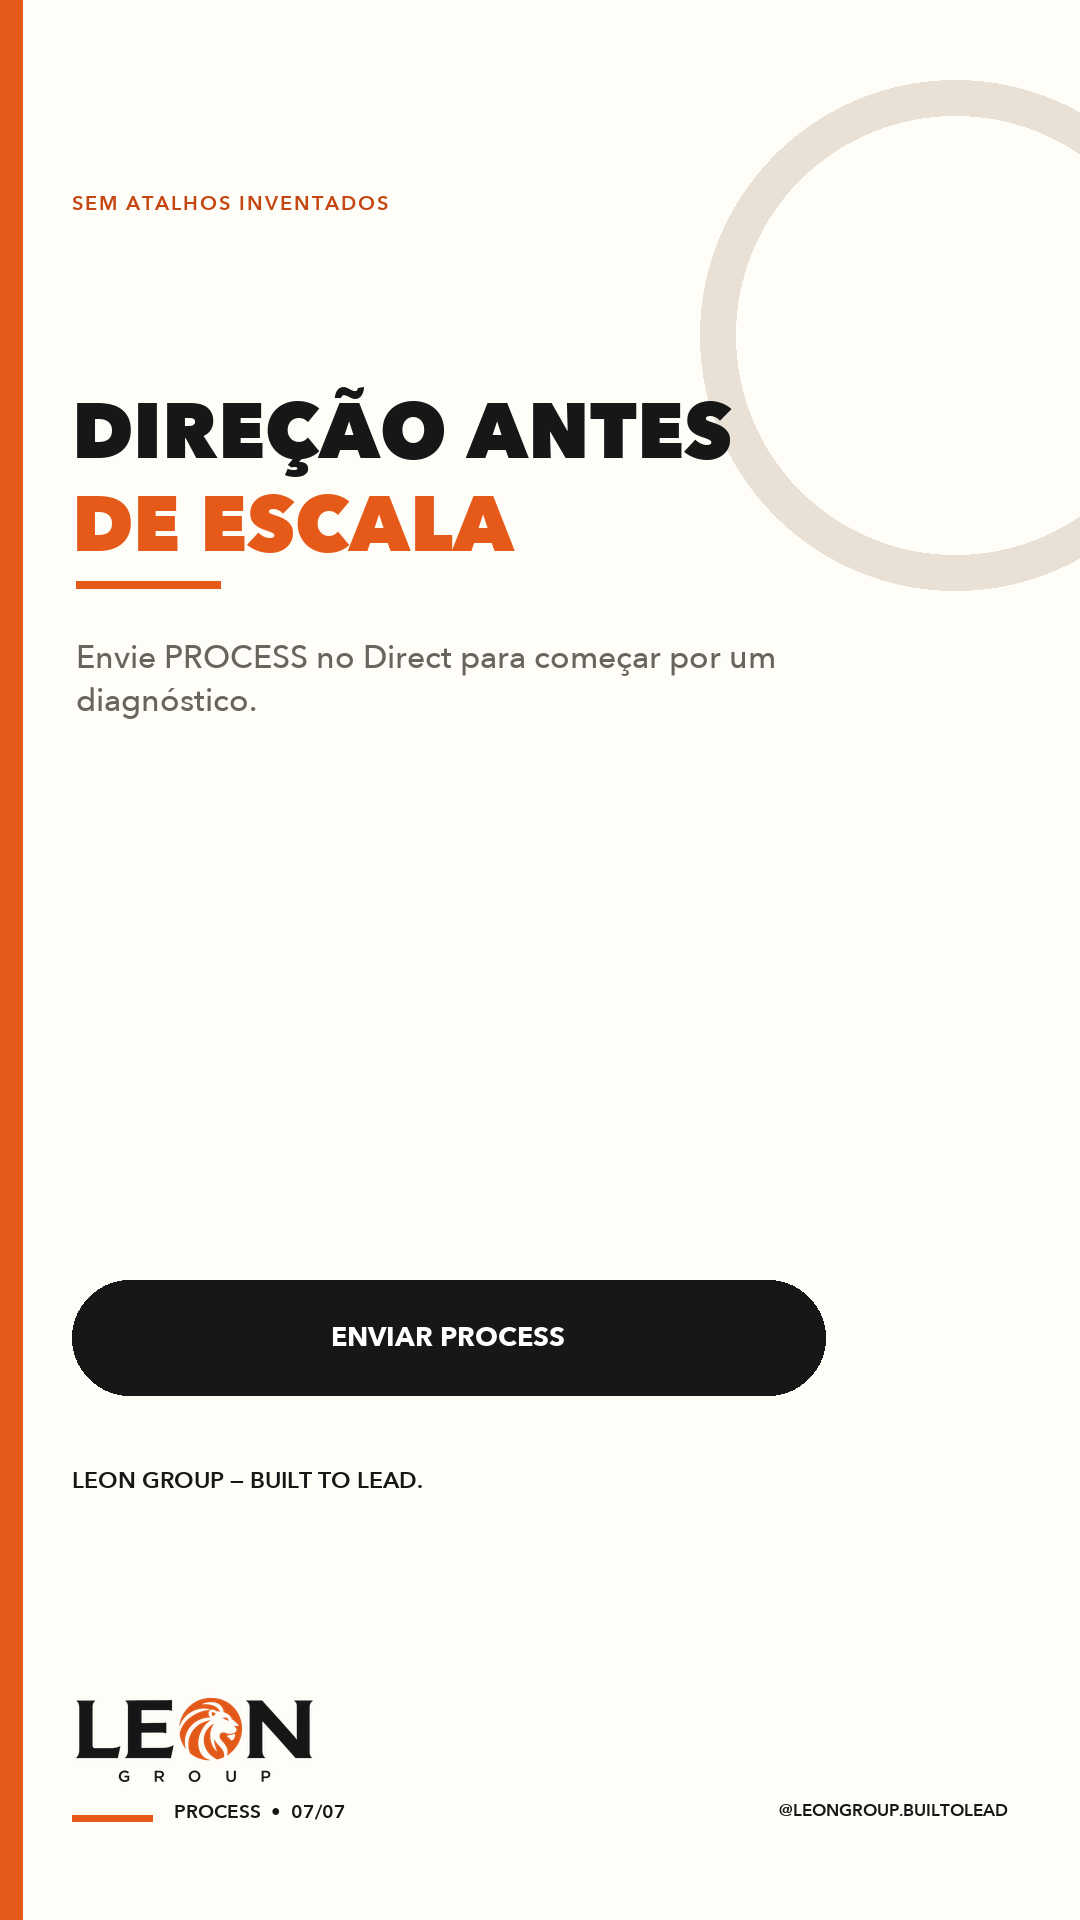 SEM ATALHOS INVENTADOS
DIREÇÃO ANTES
DE ESCALA
Envie PROCESS no Direct para começar por um
diagnóstico.
ENVIAR PROCESS
LEON GROUP – BUILT TO LEAD.
LEON
GROUP
PROCESS • 07/07
@LEONGROUP.BUILTOLEAD